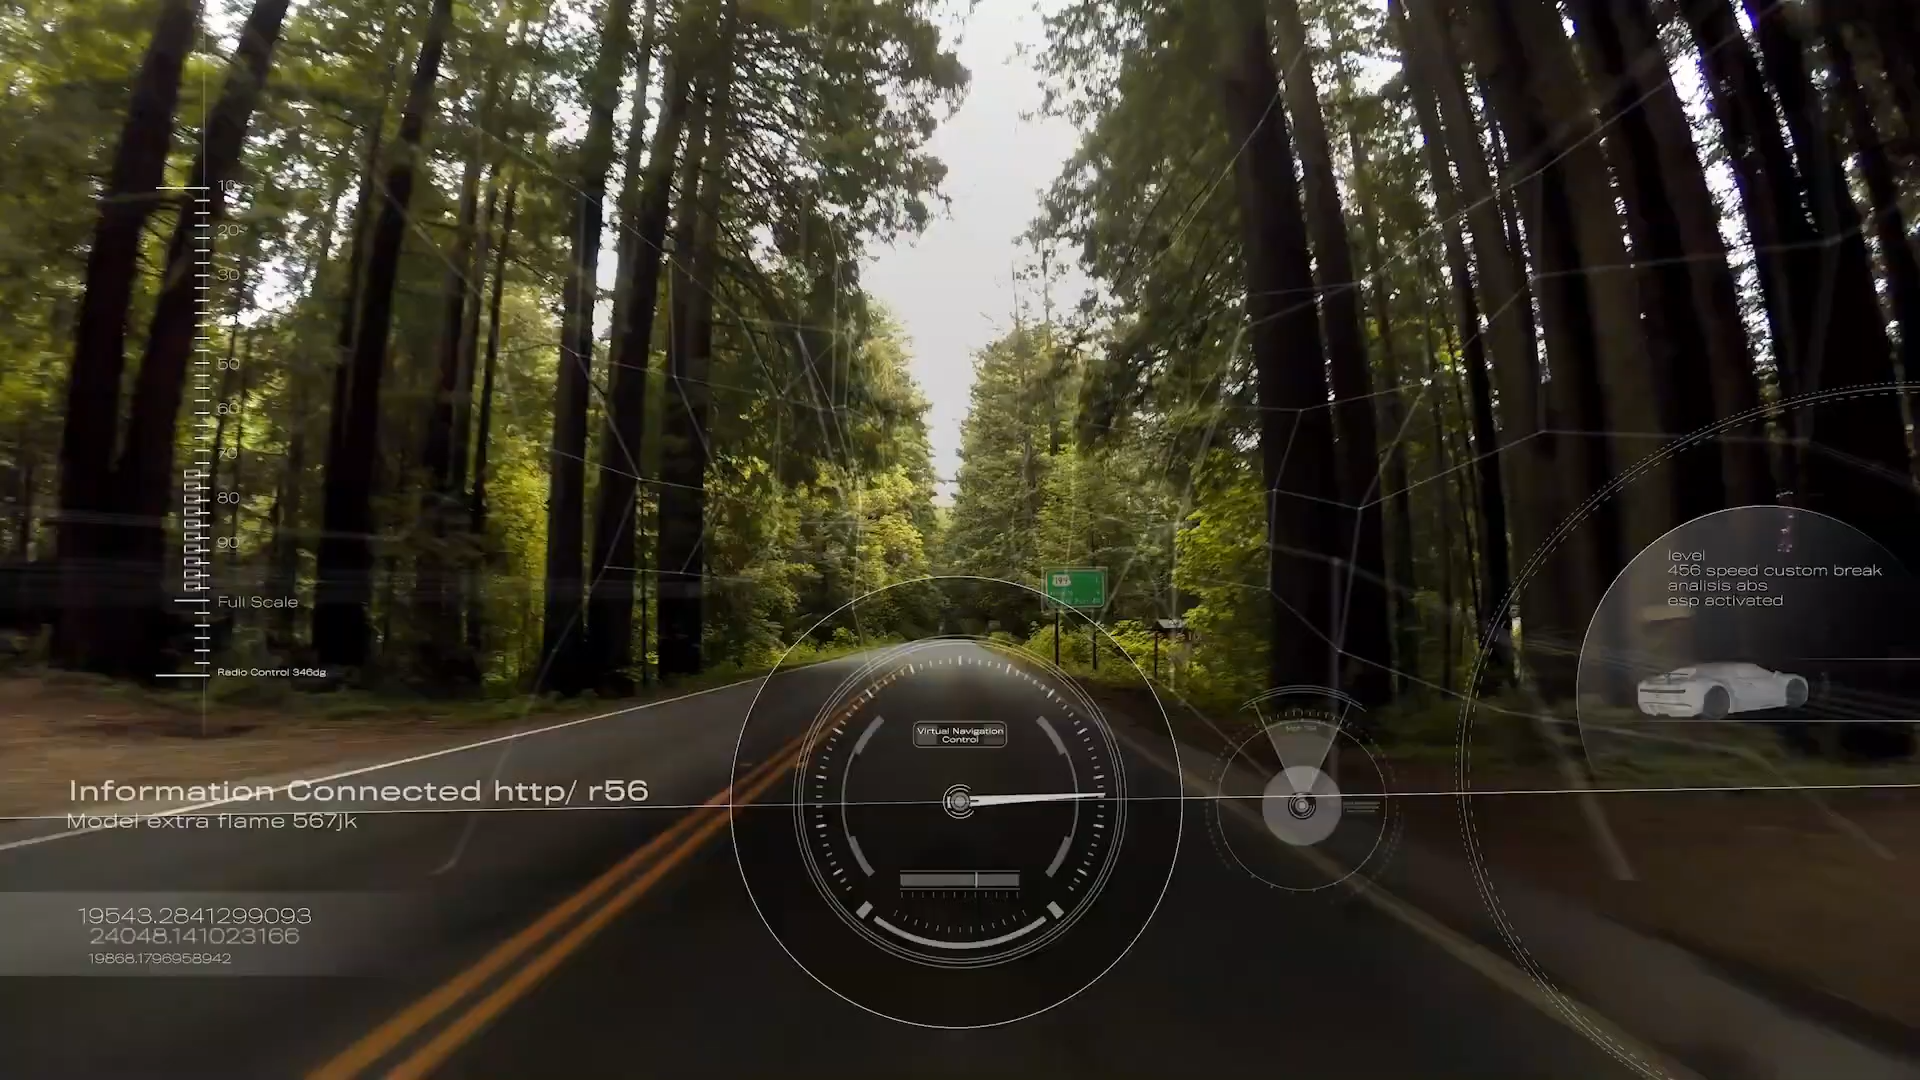 10
20
30
50
60
70
80
90
Full Scale
Radio Control 346dg
199
level
456 speed custom break
analisis abs
esp activated
Virtual Navigation
Control
Information Connected http/ r56
Model extra flame 567jk
19543.2841299093
24048.141023166
19868.1796958942